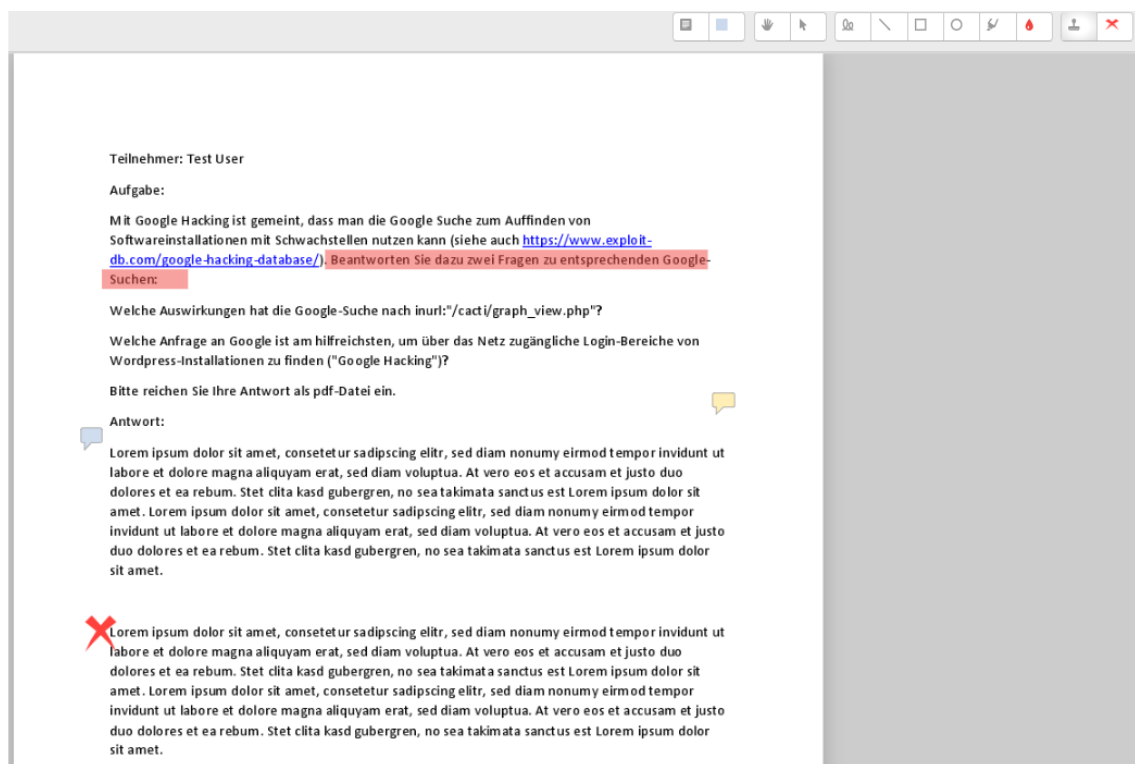 Teilnehmer: Test User
Aufgabe:
Mit Google Hacking ist gemeint, dass man die Google Suche zum Auffinden von
Softwareinstallationen mit Schwachstellen nutzen kann (siehe auch https://www.exploit-
db.com/google-hacking-database/). Beantworten Sie dazu zwei Fragen zu entsprechenden Google-
Suchen:
Welche Auswirkungen hat die Google-Suche nach inurl:"/cacti/graph_view.php"?
Welche Anfrage an Google ist am hilfreichsten, um über das Netz zugängliche Login-Bereiche von
Wordpress-Installationen zu finden ("Google Hacking")?
Bitte reichen Sie Ihre Antwort als pdf-Datei ein.
Antwort:
Lorem ipsum dolor sit amet, consetetur sadipscing elitr, sed diam nonumy eirmod tempor invidunt ut
labore et dolore magna aliquyam erat, sed diam voluptua. At vero eos et accusam et justo duo
dolores et ea rebum. Stet clita kasd gubergren, no sea takimata sanctus est Lorem ipsum dolor sit
amet. Lorem ipsum dolor sit amet, consetetur sadipscing elitr, sed diam nonumy eirmod tempor
invidunt ut labore et dolore magna aliquyam erat, sed diam voluptua. At vero eos et accusam et justo
duo dolores et ea rebum. Stet clita kasd gubergren, no sea takimata sanctus est Lorem ipsum dolor
sit amet.
Lorem ipsum dolor sit amet, consetetur sadipscing elitr, sed diam nonumy eirmod tempor invidunt ut
labore et dolore magna aliquyam erat, sed diam voluptua. At vero eos et accusam et justo duo
dolores et ea rebum. Stet clita kasd gubergren, no sea takimata sanctus est Lorem ipsum dolor sit
amet. Lorem ipsum dolor sit amet, consetetur sadipscing elitr, sed diam nonumy eirmod tempor
invidunt ut labore et dolore magna aliquyam erat, sed diam voluptua. At vero eos et accusam et justo
duo dolores et ea rebum. Stet clita kasd gubergren, no sea takimata sanctus est Lorem ipsum dolor
sit amet.